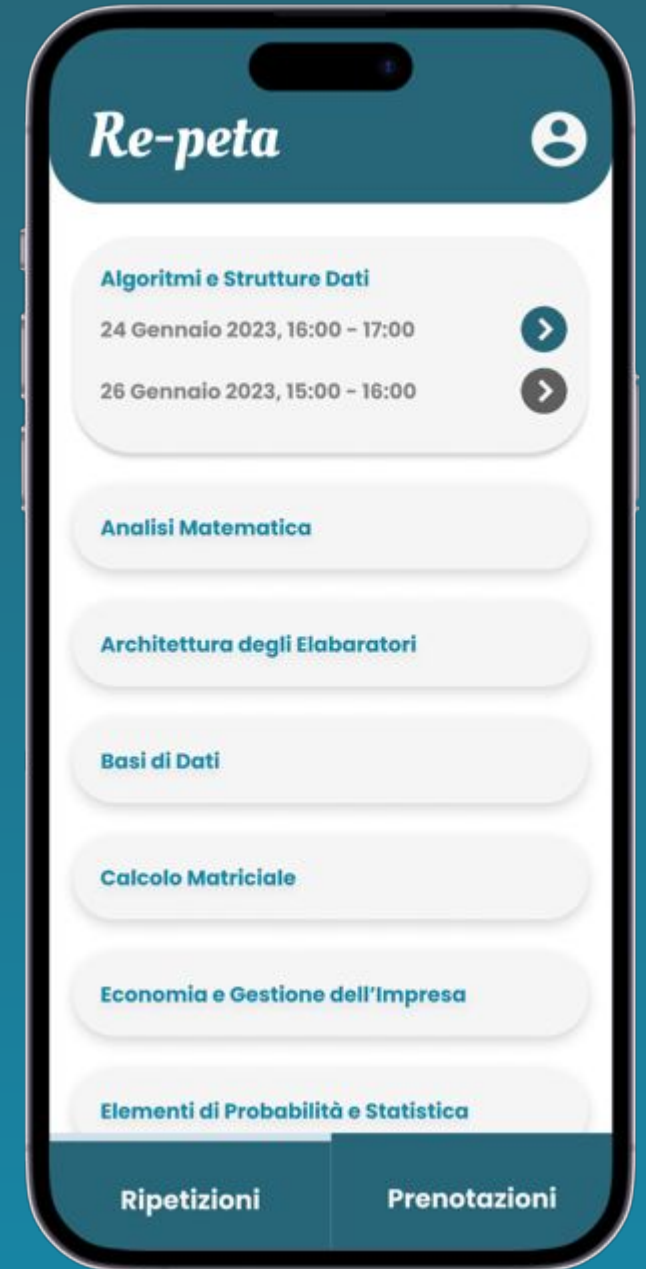 Re-peta
Algoritmi e Strutture Dati
24 Gennaio 2023, 16:00 - 17:00
26 Gennaio 2023, 15:00 - 16:00
Analisi Matematica
Architettura degli Elabaratori
Basi di Dati
Calcolo Matriciale
Economia e Gestione dell'Impresa
Elementi di Probabilità e Statistica
Ripetizioni
Prenotazioni